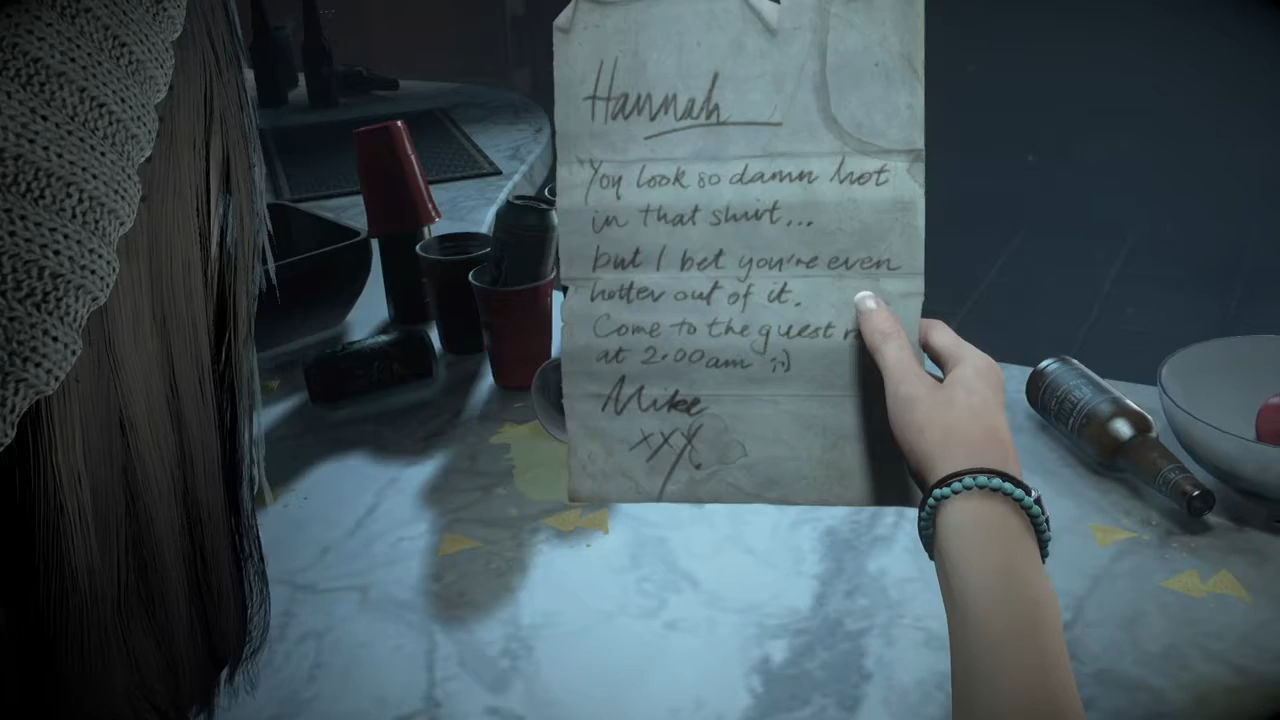 Hannah
You look so damn hot
in that shirt...
but I bet you're even
hotter out of it.
Come to the guest
at 2:00am ;)
Mike
xxx